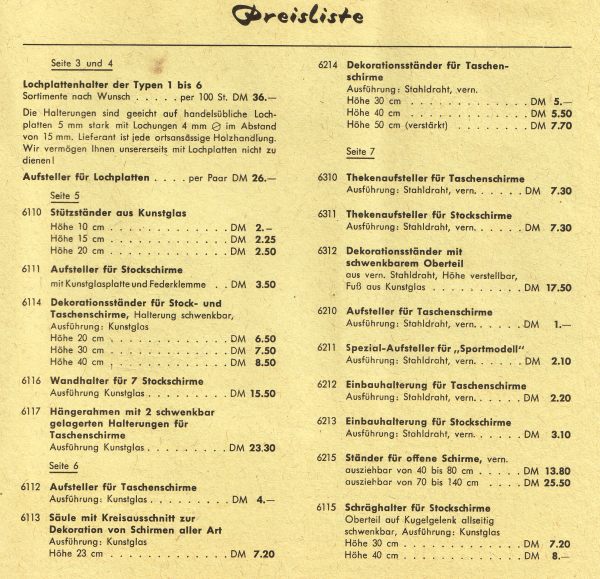 Preisliste
Seite 3 und 4
Lochplattenhalter der Typen 1 bis 6
Sortimente nach Wunsch . . . . . per 100 St. DM 36.—
Die Halterungen sind geeicht auf handelsübliche Loch-
platten 5 mm stark mit Lochungen 4 mm ∅ im Abstand
von 15 mm. Lieferant ist jede ortsansässige Holzhandlung.
Wir vermögen Ihnen unsererseits mit Lochplatten nicht zu
dienen!
Aufsteller für Lochplatten . . . . per Paar DM 26.—
Seite 5
6110 Stützständer aus Kunstglas
Höhe 10 cm . . . . . . . . . . . . DM 2.–
Höhe 15 cm . . . . . . . . . . . . DM 2.25
Höhe 20 cm . . . . . . . . . . . . DM 2.50
6111 Aufsteller für Stockschirme
mit Kunstglasplatte und Federklemme . . DM 3.50
6114 Dekorationsständer für Stock- und
Taschenschirme, Halterung schwenkbar,
Ausführung: Kunstglas
Höhe 20 cm . . . . . . . . . . . . DM 6.50
Höhe 30 cm . . . . . . . . . . . . DM 7.50
Höhe 40 cm . . . . . . . . . . . . DM 8.50
6116 Wandhalter für 7 Stockschirme
Ausführung Kunstglas . . . . . . . . DM 15.50
6117 Hängerahmen mit 2 schwenkbar
gelagerten Halterungen für
Taschenschirme
Ausführung Kunstglas . . . . . . . . DM 23.30
Seite 6
6112 Aufsteller für Taschenschirme
Ausführung: Kunstglas . . . . . . . . DM 4.—
6113 Säule mit Kreisausschnitt zur
Dekoration von Schirmen aller Art
Ausführung: Kunstglas
Höhe 23 cm . . . . . . . . . . . . DM 7.20
6214 Dekorationsständer für Taschen-
schirme
Ausführung: Stahldraht, vern.
Höhe 30 cm . . . . . . . . . . . . DM 5.—
Höhe 40 cm . . . . . . . . . . . . DM 5.50
Höhe 50 cm (verstärkt) . . . . . . . DM 7.70
Seite 7
6310 Thekenaufsteller für Taschenschirme
Ausführung: Stahldraht, vern. . . . . . DM 7.30
6311 Thekenaufsteller für Stockschirme
Ausführung: Stahldraht, vern. . . . . . DM 7.30
6312 Dekorationsständer mit
schwenkbarem Oberteil
aus vern. Stahldraht, Höhe verstellbar,
Fuß aus Kunstglas . . . . . . . . . DM 17.50
6210 Aufsteller für Taschenschirme
Ausführung: Stahldraht, vern. . . . . . DM 1.—
6211 Spezial-Aufsteller für „Sportmodell"
Ausführung: Stahldraht, vern. . . . . . DM 2.10
6212 Einbauhalterung für Taschenschirme
Ausführung: Stahldraht, vern. . . . . . DM 2.20
6213 Einbauhalterung für Stockschirme
Ausführung: Stahldraht, vern. . . . . . DM 3.10
6215 Ständer für offene Schirme, vern.
ausziehbar von 40 bis 80 cm . . . . . DM 13.80
ausziehbar von 70 bis 140 cm . . . . . DM 25.50
6115 Schräghalter für Stockschirme
Oberteil auf Kugelgelenk allseitig
schwenkbar, Ausführung: Kunstglas
Höhe 30 cm . . . . . . . . . . . . DM 7.20
Höhe 40 cm . . . . . . . . . . . . DM 8.—